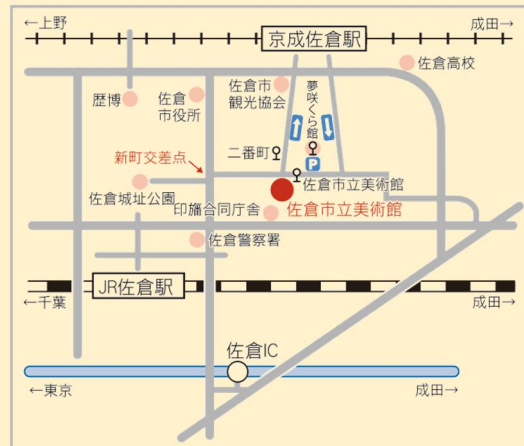 ←上野
成田→
京成佐倉駅
佐倉高校
歴博
佐倉
市役所
佐倉市
観光協会
夢咲くら館
新町交差点
二番町
P
佐倉市立美術館
佐倉城址公園
印旛合同庁舎
佐倉市立美術館
佐倉警察署
JR佐倉駅
←千葉
成田→
佐倉IC
←東京
成田→